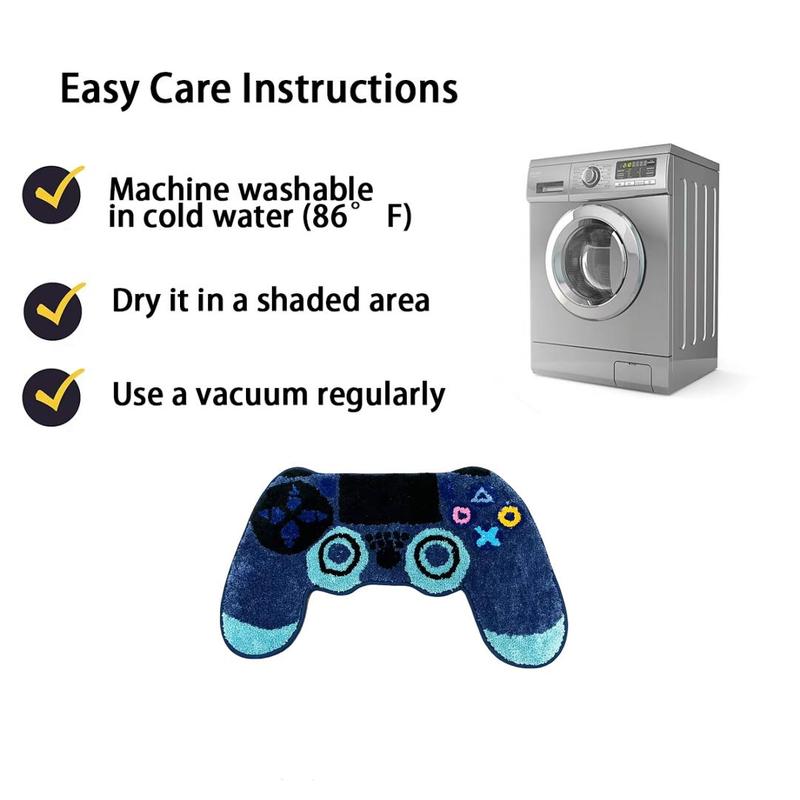 Easy Care Instructions
Machine washable
in cold water (86° F)
Dry it in a shaded area
Use a vacuum regularly